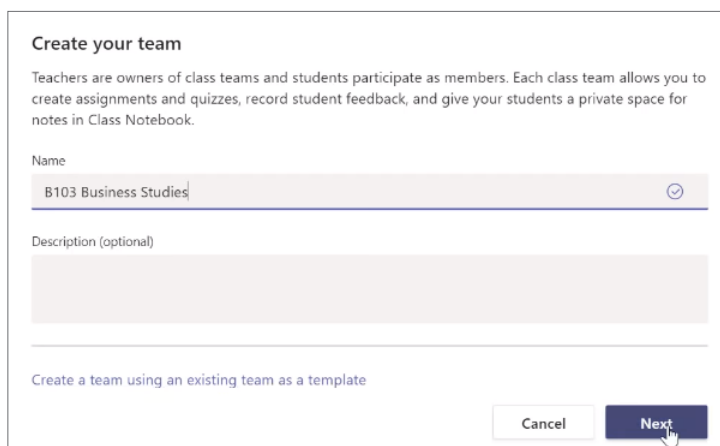 Create your team
Teachers are owners of class teams and students participate as members. Each class team allows you to
create assignments and quizzes, record student feedback, and give your students a private space for
notes in Class Notebook.
Name
B103 Business Studies
Description (optional)
Create a team using an existing team as a template
Cancel
Next